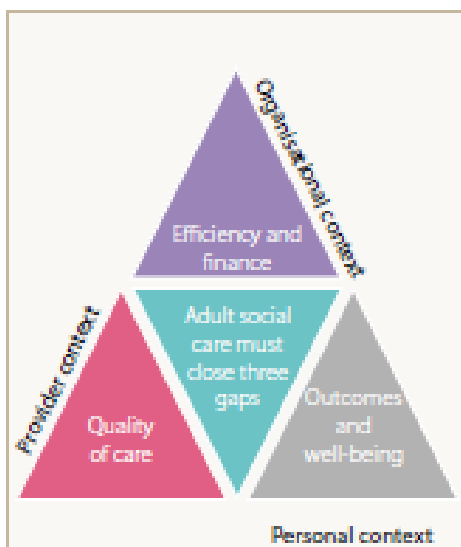 Organisational context
Efficiency and
finance
Provider context
Adult social
care must
close three
gaps
Quality
of care
Outcomes
and
well-being
Personal context